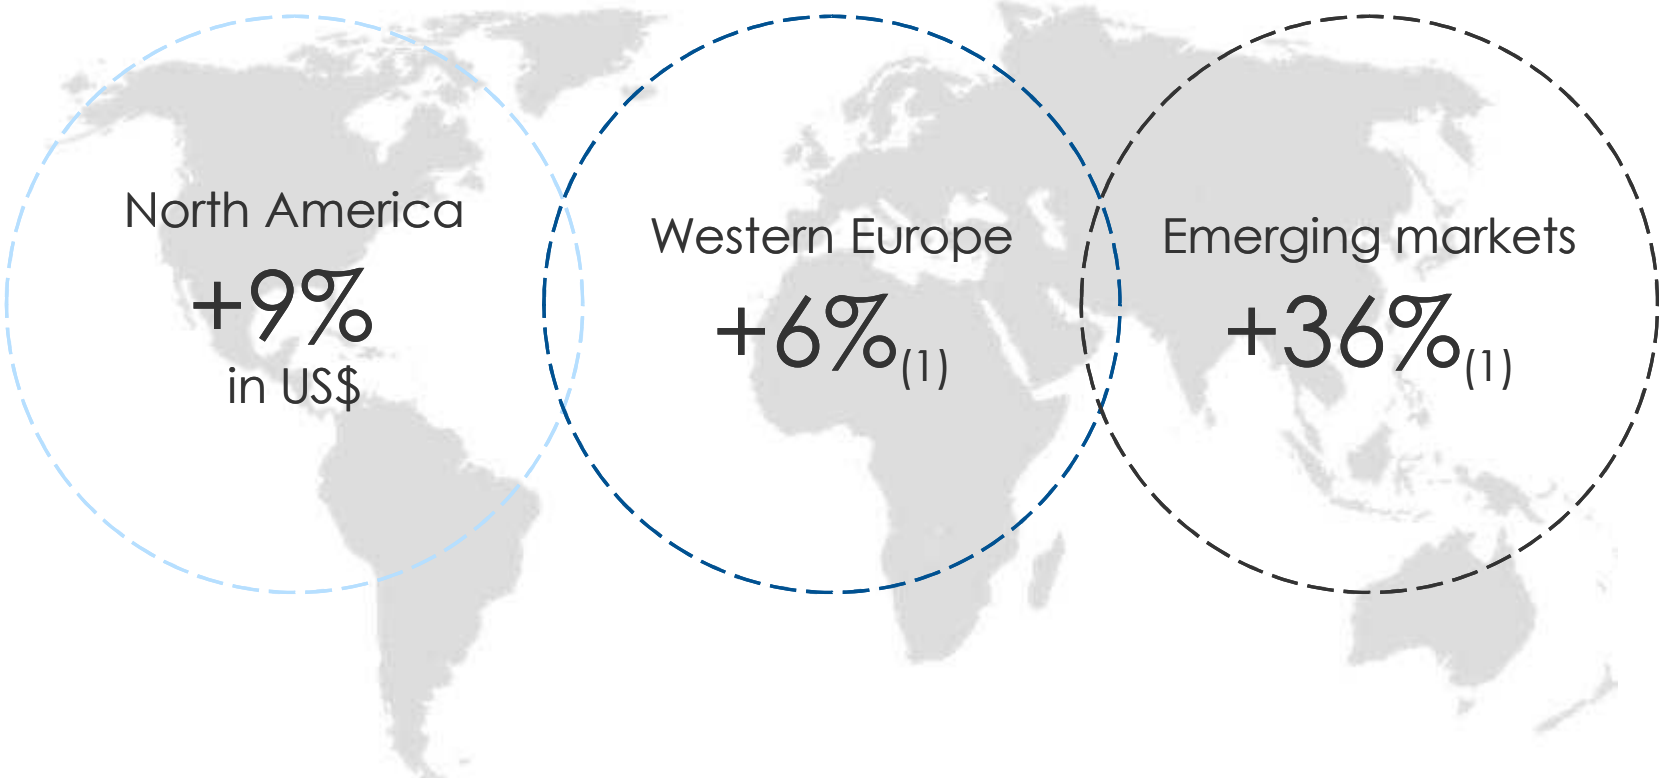 North America
+9%
in US$
Western Europe
+6%(1)
Emerging markets
+36%(1)